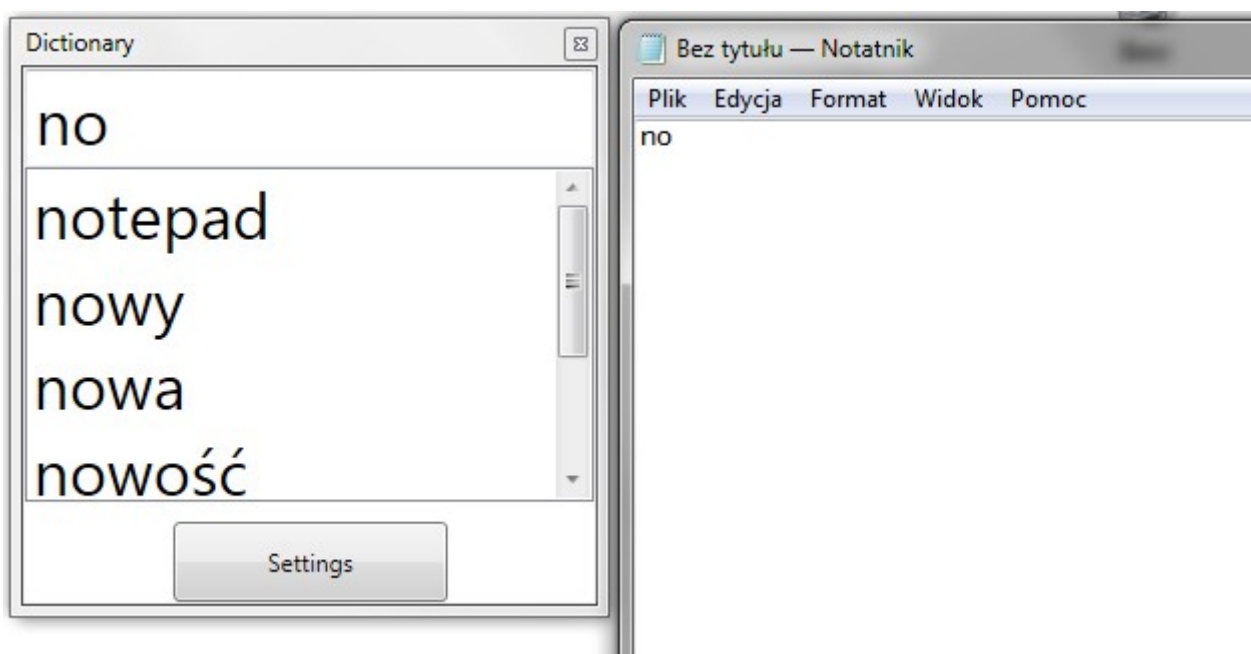 Dictionary
no
notepad
nowy
nowa
nowość
Settings
Bez tytułu — Notatnik
Plik Edycja Format Widok Pomoc
no